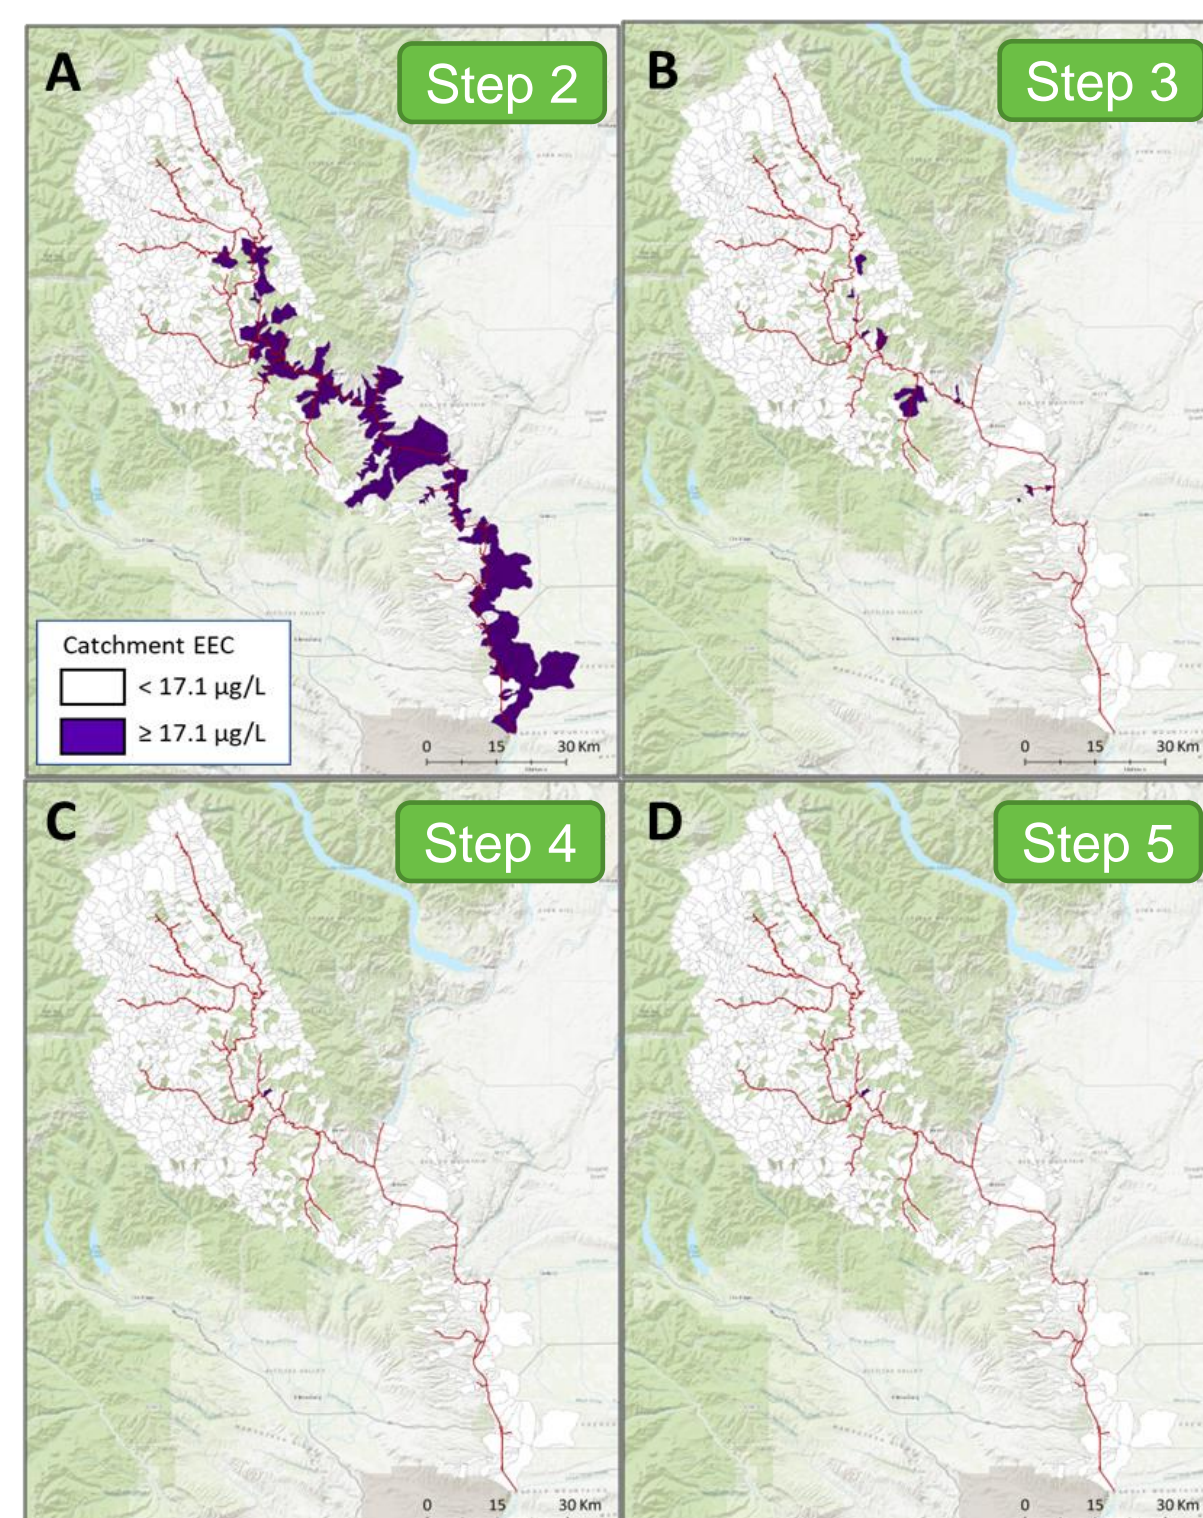 A
Step 2
B
Step 3
Catchment EEC
< 17.1 µg/L
≥ 17.1 µg/L
0 15 30 Km
0 15 30 Km
C
Step 4
D
Step 5
0 15 30 Km
0 15 30 Km